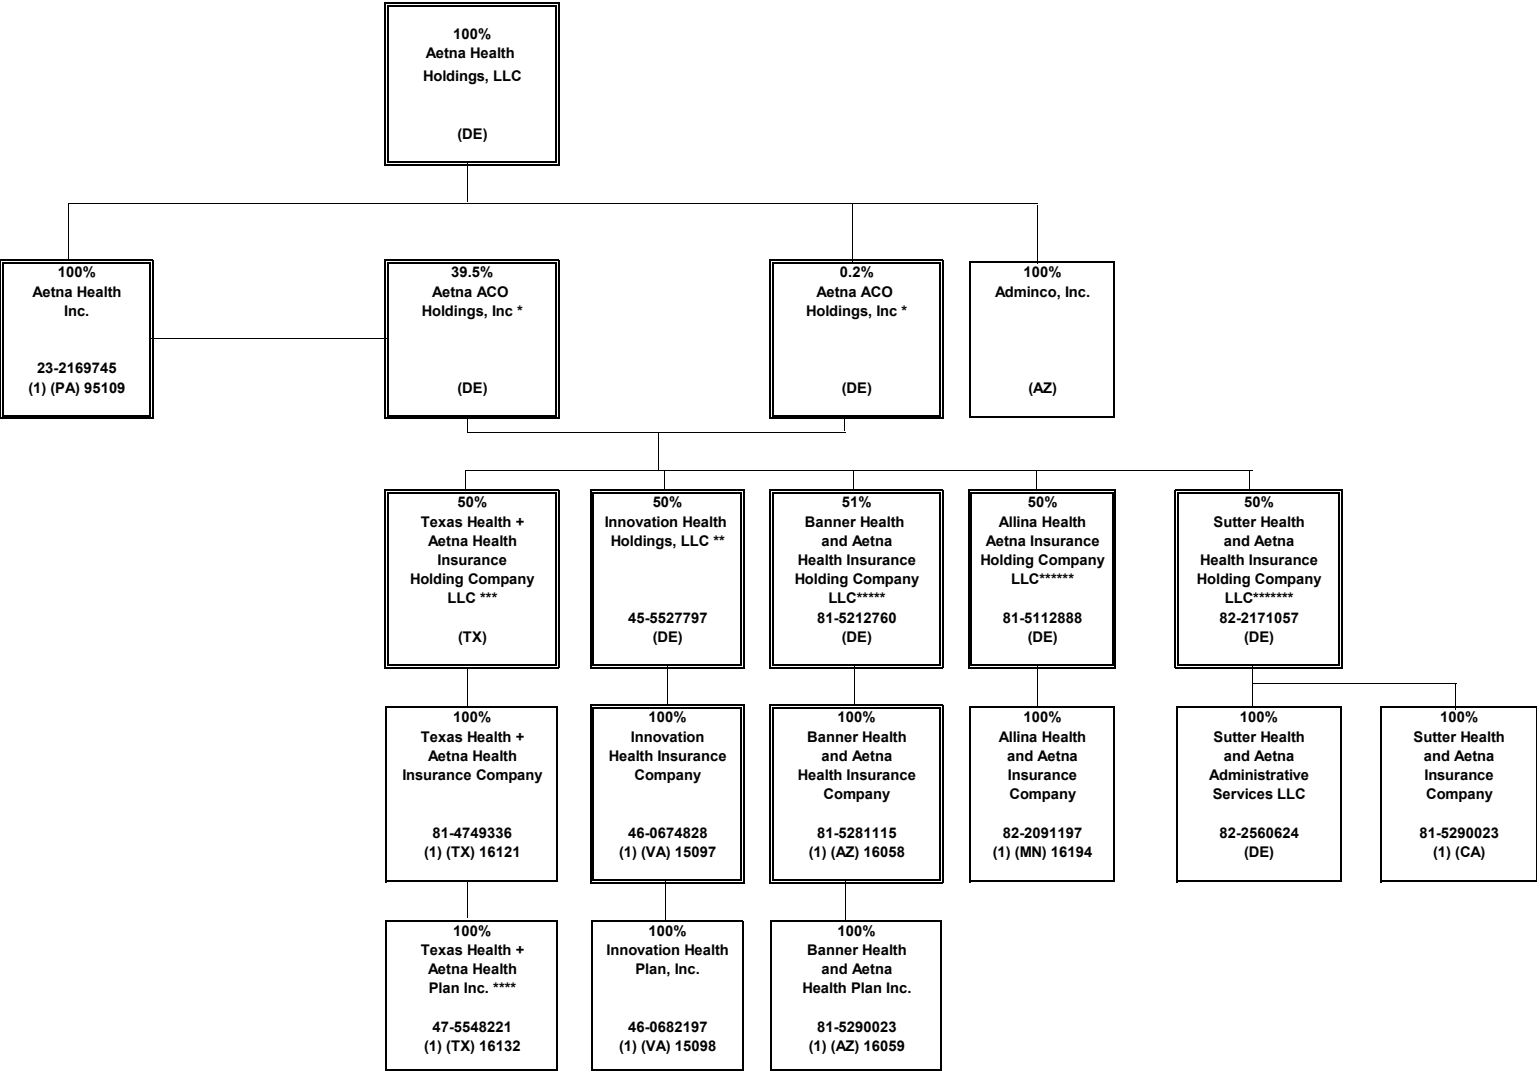 100%
Aetna Health
Holdings, LLC
(DE)
100%
Aetna Health
Inc.
23-2169745
(1) (PA) 95109
39.5%
Aetna ACO
Holdings, Inc *
(DE)
0.2%
Aetna ACO
Holdings, Inc *
(DE)
100%
Adminco, Inc.
(AZ)
50%
Texas Health +
Aetna Health
Insurance
Holding Company
LLC ***
(TX)
50%
Innovation Health
Holdings, LLC **
45-5527797
(DE)
51%
Banner Health
and Aetna
Health Insurance
Holding Company
LLC*****
81-5212760
(DE)
50%
Allina Health
Aetna Insurance
Holding Company
LLC******
81-5112888
(DE)
50%
Sutter Health
and Aetna
Health Insurance
Holding Company
LLC*******
82-2171057
(DE)
100%
Texas Health +
Aetna Health
Insurance Company
81-4749336
(1) (TX) 16121
100%
Innovation
Health Insurance
Company
46-0674828
(1) (VA) 15097
100%
Banner Health
and Aetna
Health Insurance
Company
81-5281115
(1) (AZ) 16058
100%
Allina Health
and Aetna
Insurance
Company
82-2091197
(1) (MN) 16194
100%
Sutter Health
and Aetna
Administrative
Services LLC
82-2560624
(DE)
100%
Sutter Health
and Aetna
Insurance
Company
81-5290023
(1) (CA)
100%
Texas Health +
Aetna Health
Plan Inc. ****
47-5548221
(1) (TX) 16132
100%
Innovation Health
Plan, Inc.
46-0682197
(1) (VA) 15098
100%
Banner Health
and Aetna
Health Plan Inc.
81-5290023
(1) (AZ) 16059